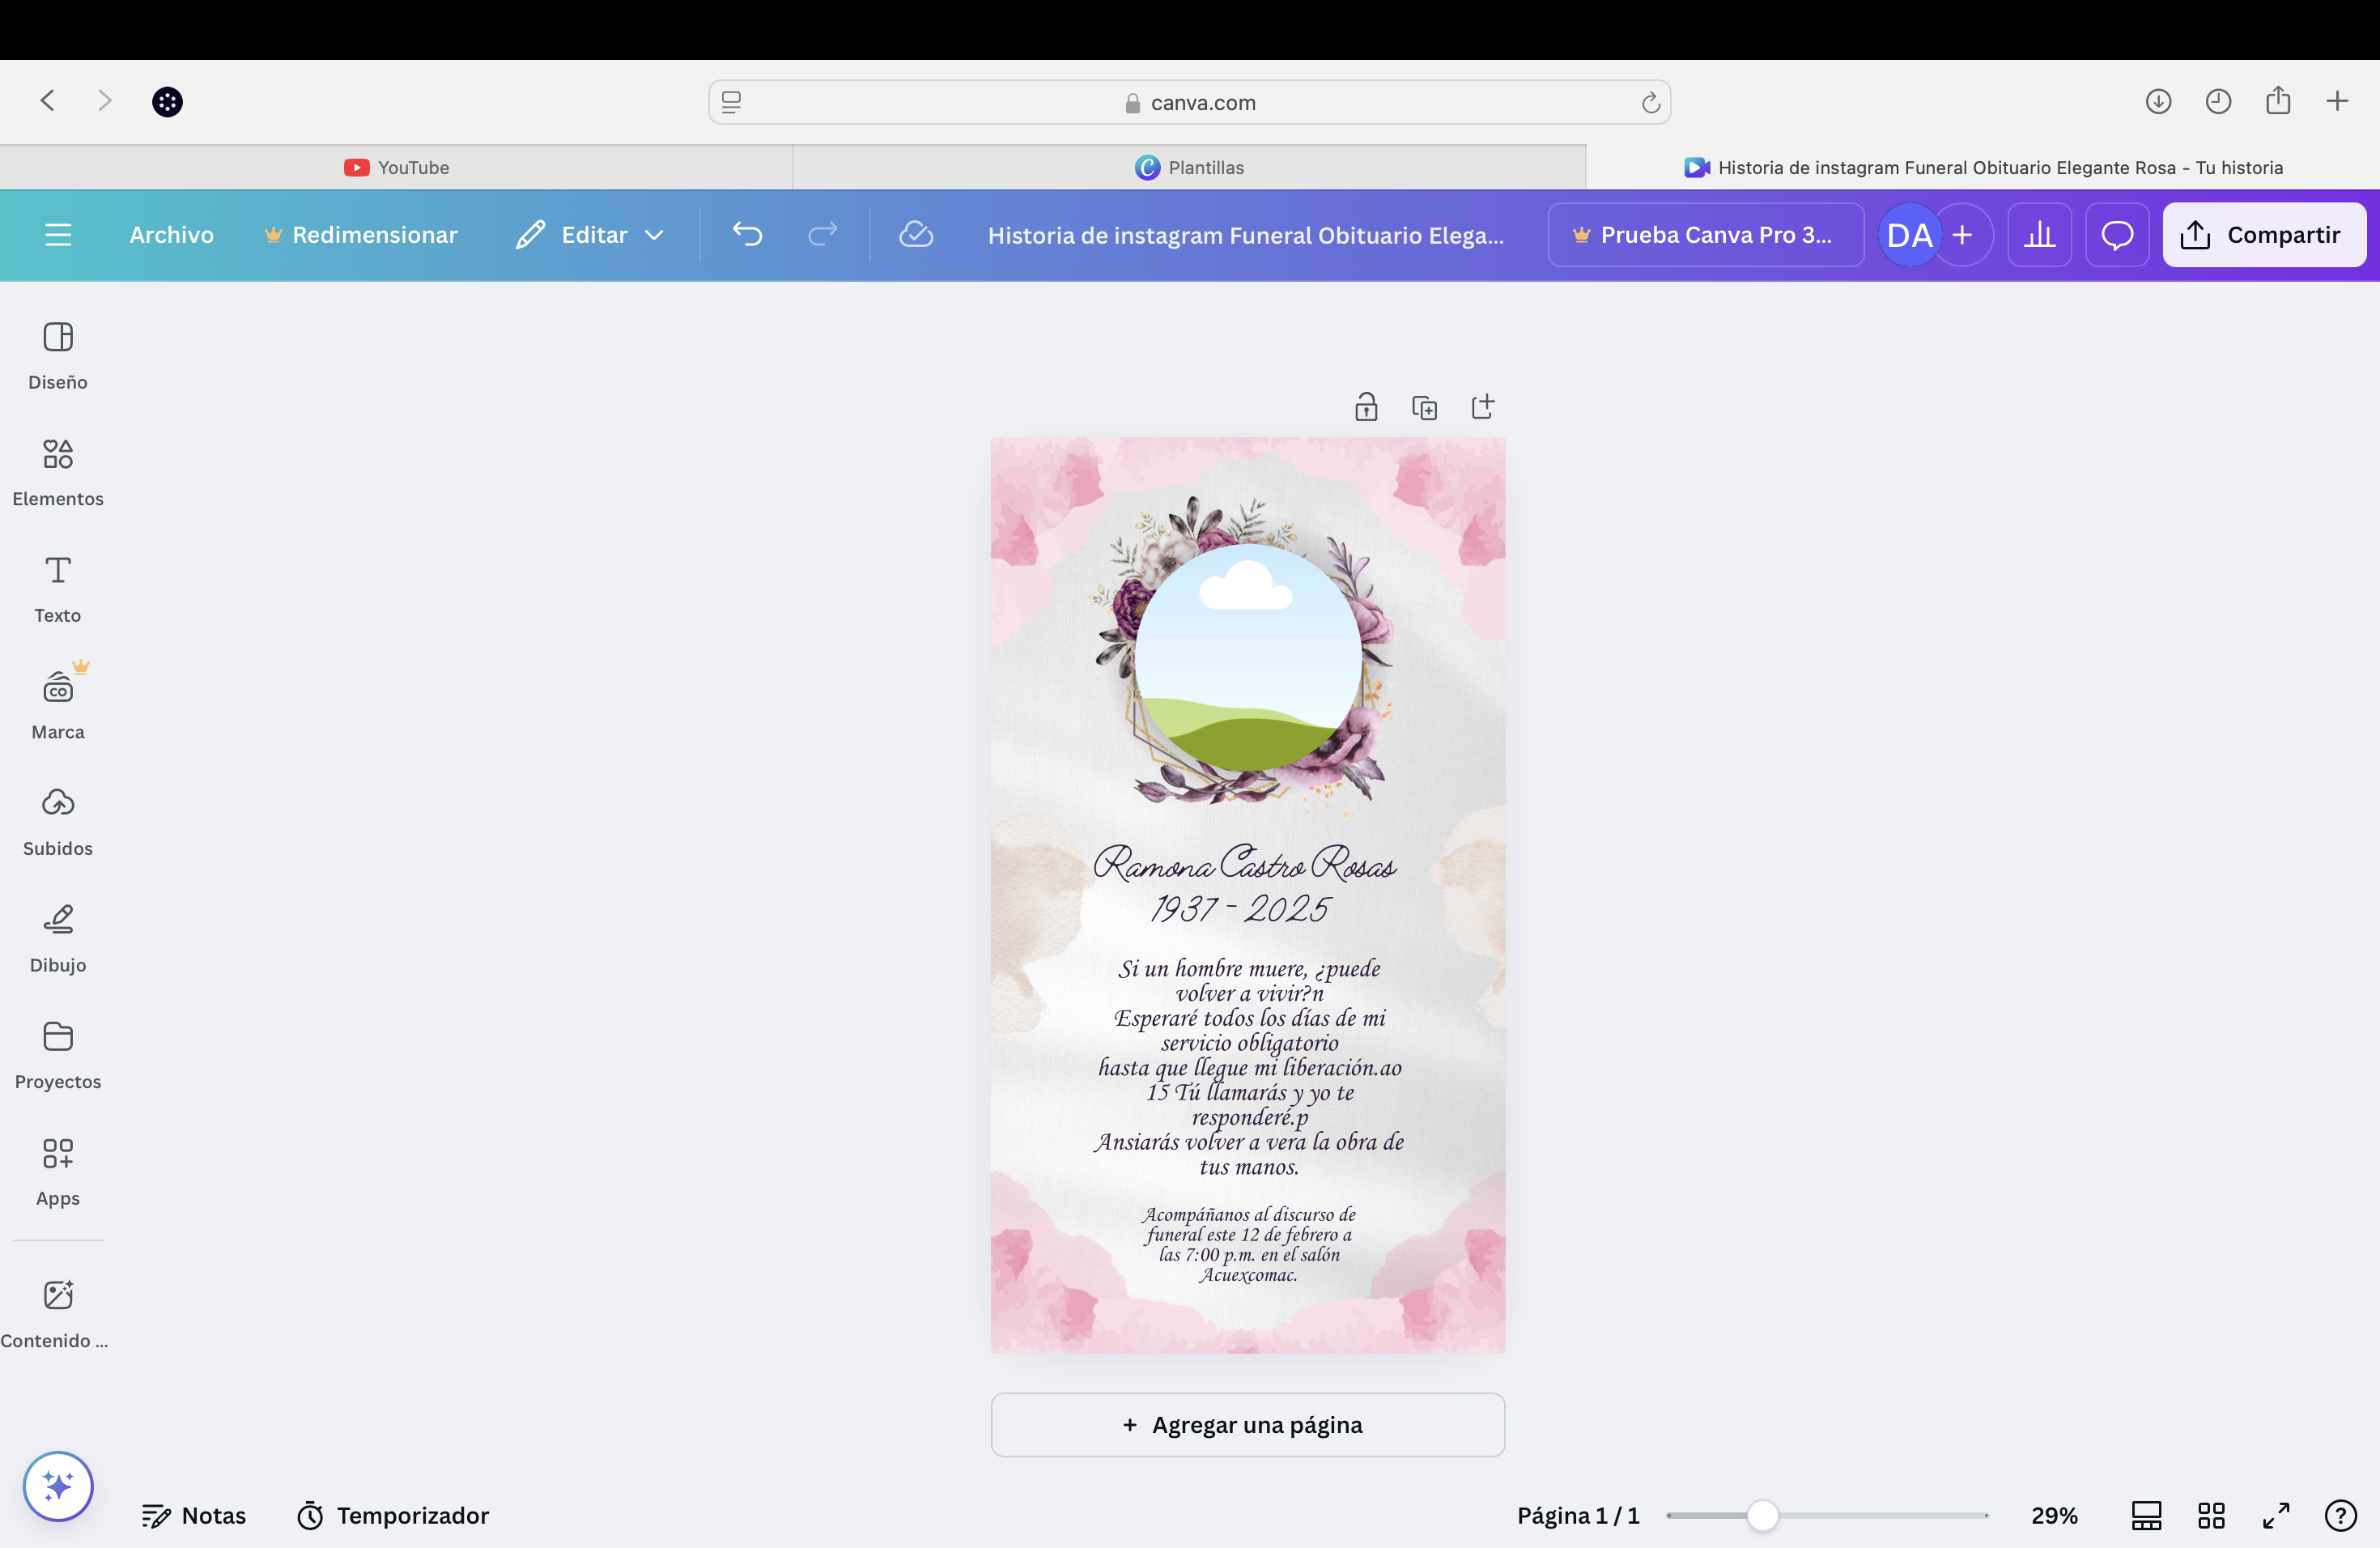 canva.com
YouTube
Plantillas
Historia de instagram Funeral Obituario Elegante Rosa - Tu historia
Archivo
Redimensionar
Editar
Historia de instagram Funeral Obituario Elega...
Prueba Canva Pro 3...
DA
Compartir
Diseño
Elementos
Texto
CO
Marca
Subidos
Dibujo
Proyectos
Apps
Contenido ...
Ramona Castro Rosas
1937 - 2025
Si un hombre muere, ¿puede
volver a vivir?n
Esperaré todos los días de mi
servicio obligatorio
hasta que llegue mi liberación.ao
15 Tú llamarás y yo te
responderé.p
Ansiarás volver a vera la obra de
tus manos.
Acompáñanos al discurso de
funeral este 12 de febrero a
las 7:00 p.m. en el salón
Acuexcomac.
+ Agregar una página
Notas
Temporizador
Página 1 / 1
29%